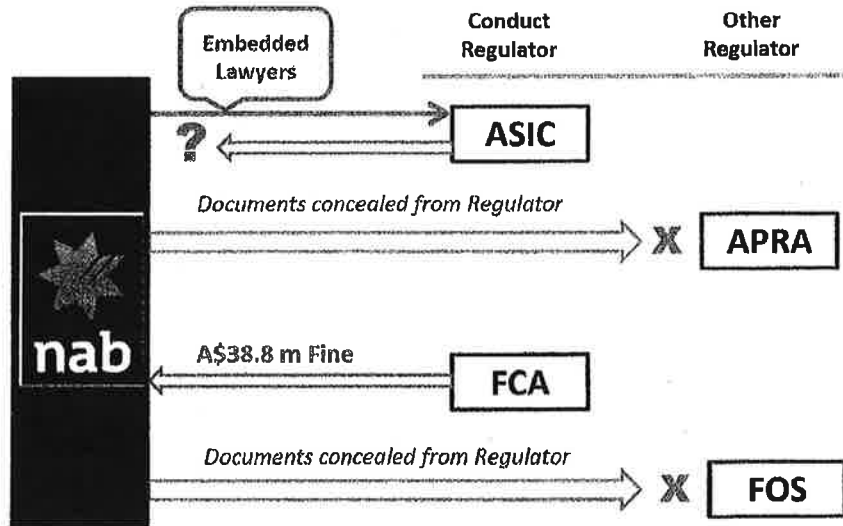 Embedded
Lawyers
Conduct
Regulator
Other
Regulator
?
ASIC
Documents concealed from Regulator
X
APRA
nab
A$38.8 m Fine
FCA
Documents concealed from Regulator
X
FOS